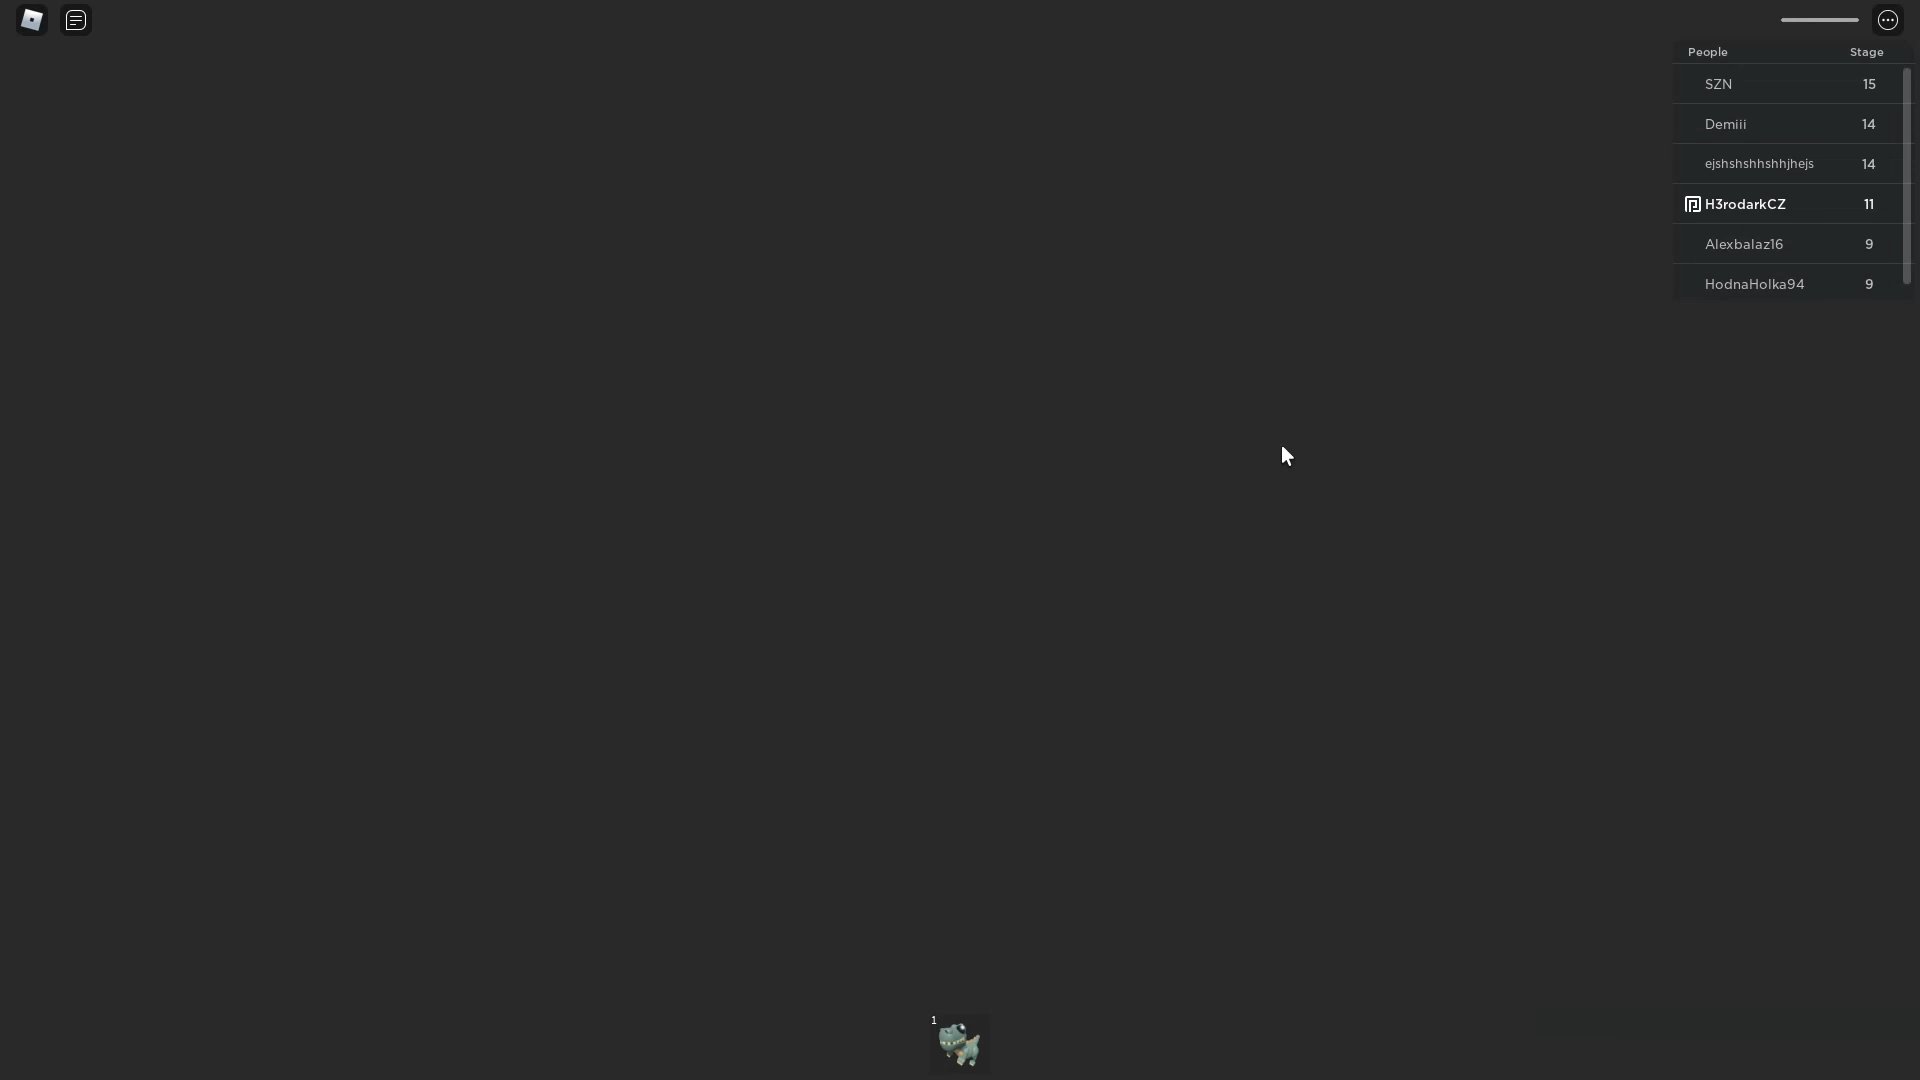 People Stage
SZN 15
Demiii 14
ejshshshhshhjhejs 14
H3rodarkCZ 11
Alexbalaz16 9
HodnaHolka94 9
1